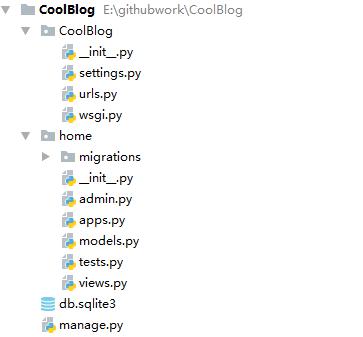 CoolBlog E:\githubwork\CoolBlog
CoolBlog
__init__.py
settings.py
urls.py
wsgi.py
home
migrations
__init__.py
admin.py
apps.py
models.py
tests.py
views.py
db.sqlite3
manage.py